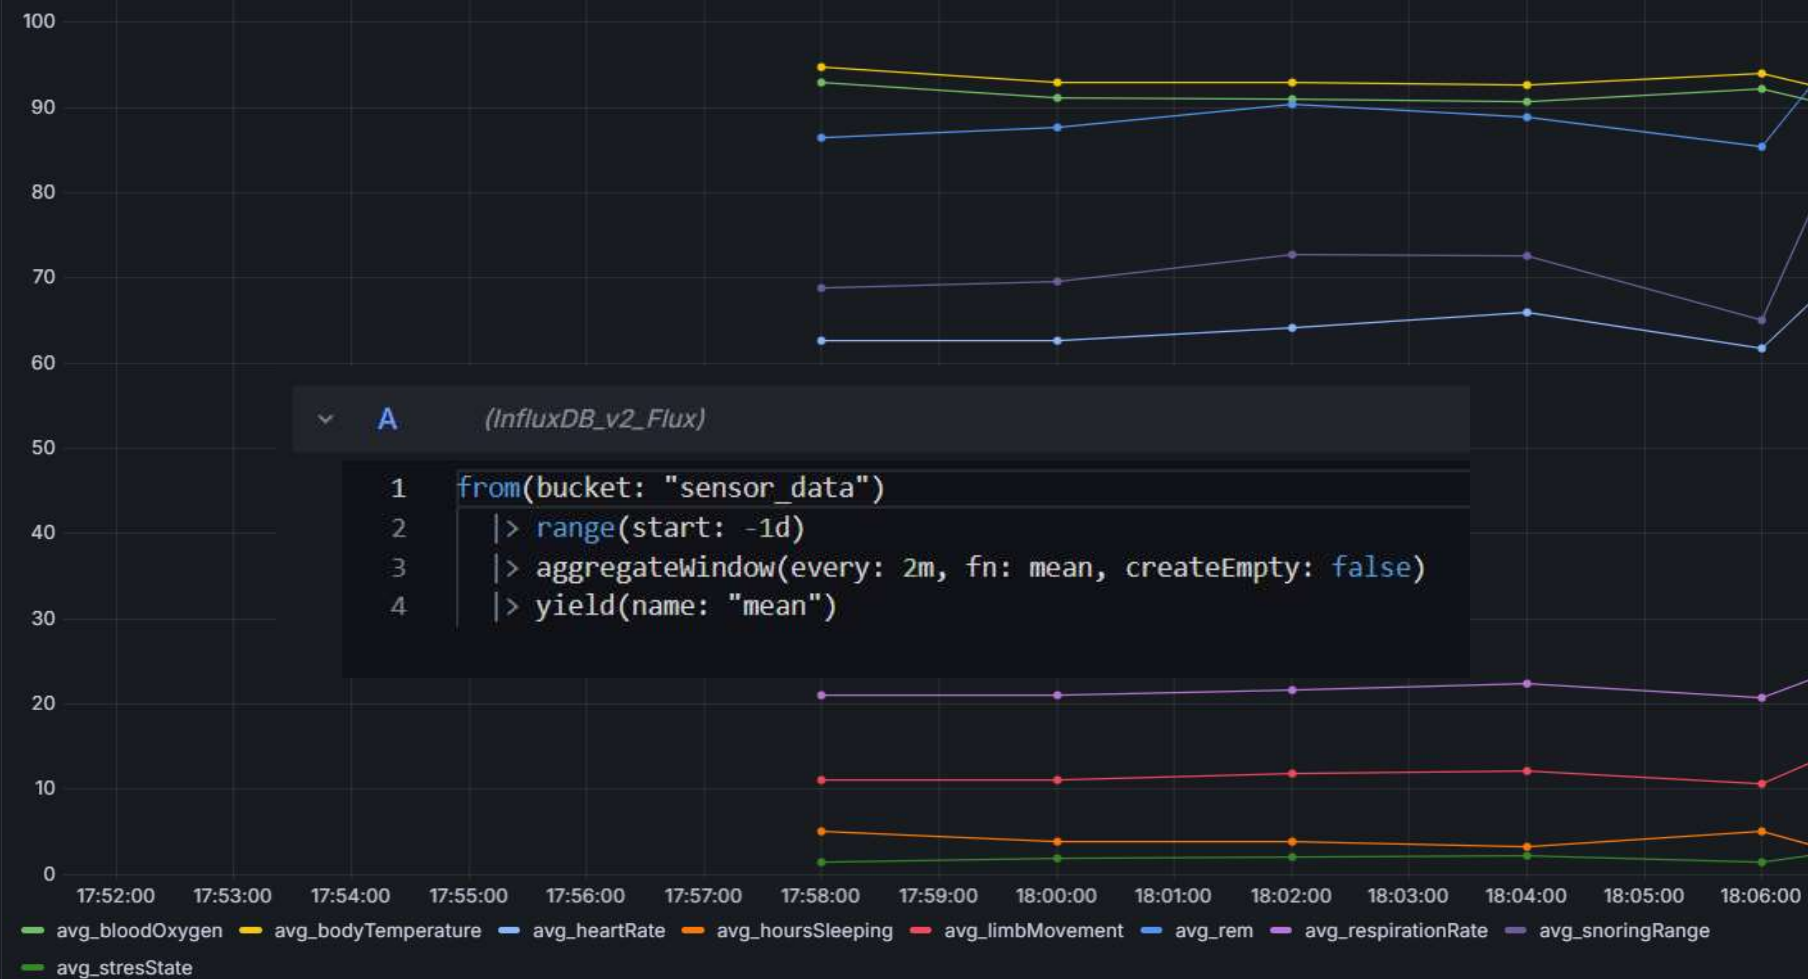 100
90
80
70
60
50
40
30
20
10
0
A (InfluxDB_v2_Flux)
1 from(bucket: "sensor_data")
2 |> range(start: -1d)
3 |> aggregateWindow(every: 2m, fn: mean, createEmpty: false)
4 |> yield(name: "mean")
17:52:00 17:53:00 17:54:00 17:55:00 17:56:00 17:57:00 17:58:00 17:59:00 18:00:00 18:01:00 18:02:00 18:03:00 18:04:00 18:05:00 18:06:00
avg_bloodOxygen avg_bodyTemperature avg_heartRate avg_hoursSleeping avg_limbMovement avg_rem avg_respirationRate avg_snoringRange
avg_stresState